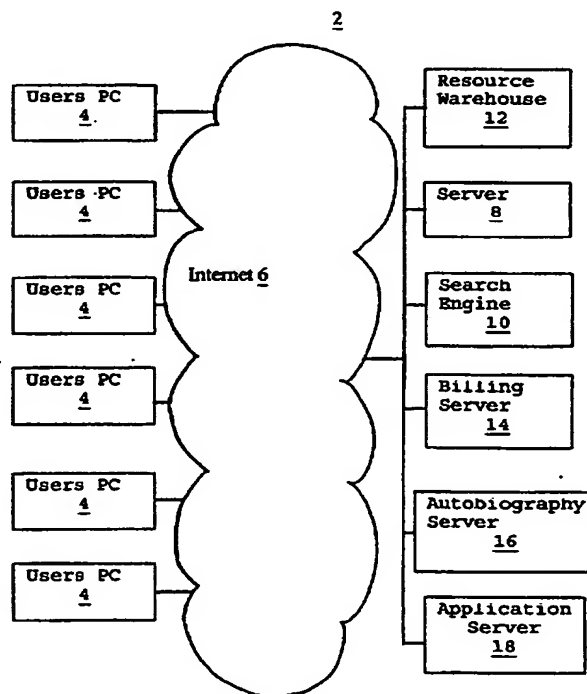 2
Users PC
4.
Users PC
4
Users PC
4
Users PC
4
Users PC
4
Users PC
4
Internet 6
Resource
Warehouse
12
Server
8
Search
Engine
10
Billing
Server
14
Autobiography
Server
16
Application
Server
18